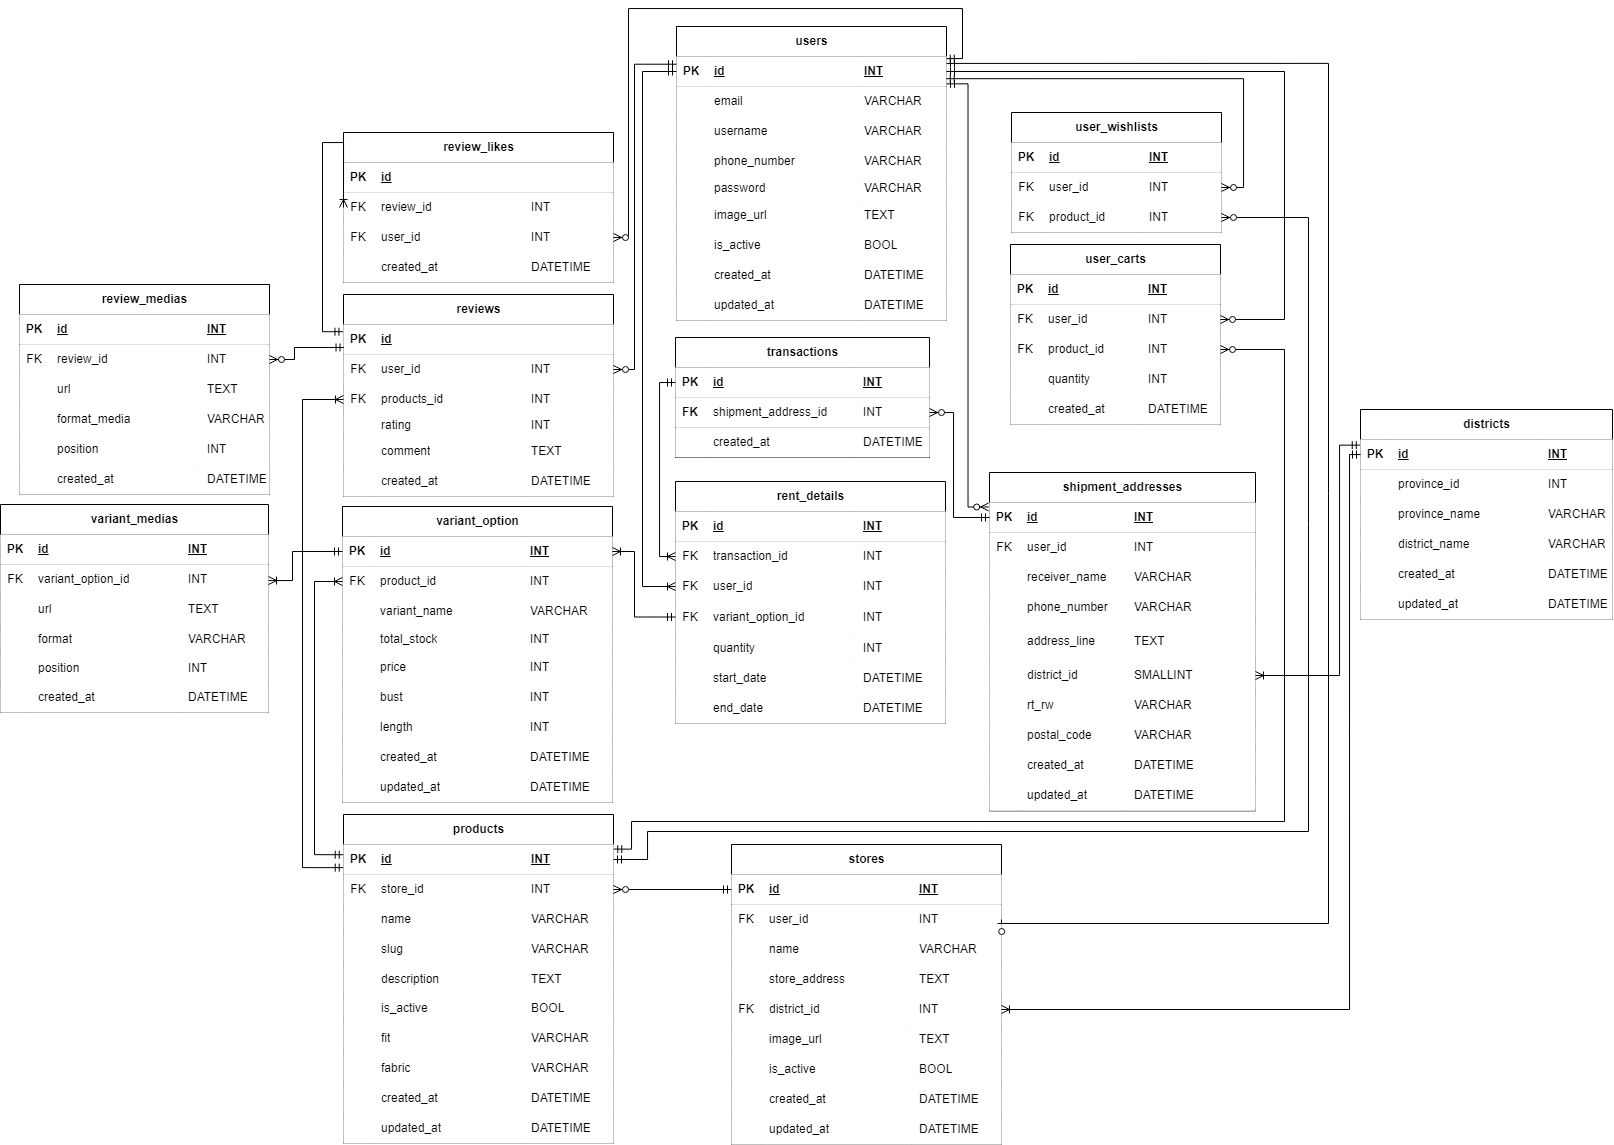 users
PK id INT
email VARCHAR
username VARCHAR
phone_number VARCHAR
password VARCHAR
image_url TEXT
is_active BOOL
created_at DATETIME
updated_at DATETIME
user_wishlists
PK id INT
FK user_id INT
FK product_id INT
review_likes
PK id
FK review_id INT
FK user_id INT
created_at DATETIME
user_carts
PK id INT
FK user_id INT
FK product_id INT
quantity INT
created_at DATETIME
review_medias
PK id INT
FK review_id INT
url TEXT
format_media VARCHAR
position INT
created_at DATETIME
reviews
PK id
FK user_id INT
FK products_id INT
rating INT
comment TEXT
created_at DATETIME
transactions
PK id INT
FK shipment_address_id INT
created_at DATETIME
districts
PK id INT
province_id INT
province_name VARCHAR
district_name VARCHAR
created_at DATETIME
updated_at DATETIME
shipment_addresses
PK id INT
FK user_id INT
receiver_name VARCHAR
phone_number VARCHAR
address_line TEXT
district_id SMALLINT
rt_rw VARCHAR
postal_code VARCHAR
created_at DATETIME
updated_at DATETIME
rent_details
PK id INT
FK transaction_id INT
FK user_id INT
FK variant_option_id INT
quantity INT
start_date DATETIME
end_date DATETIME
variant_medias
PK id INT
FK variant_option_id INT
url TEXT
format VARCHAR
position INT
created_at DATETIME
variant_option
PK id INT
FK product_id INT
variant_name VARCHAR
total_stock INT
price INT
bust INT
length INT
created_at DATETIME
updated_at DATETIME
products
PK id INT
FK store_id INT
name VARCHAR
slug VARCHAR
description TEXT
is_active BOOL
fit VARCHAR
fabric VARCHAR
created_at DATETIME
updated_at DATETIME
stores
PK id INT
FK user_id INT
name VARCHAR
store_address TEXT
FK district_id INT
image_url TEXT
is_active BOOL
created_at DATETIME
updated_at DATETIME